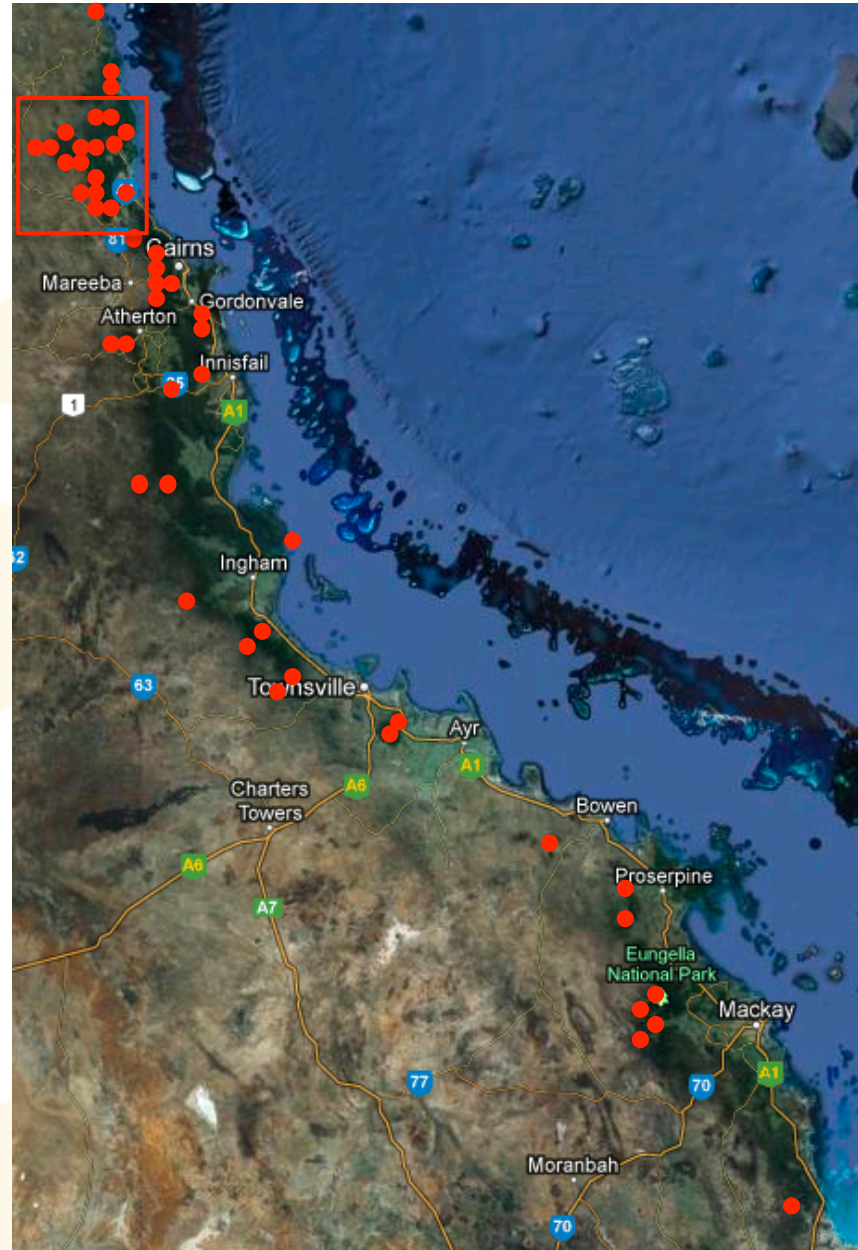 81
Cairns
Mareeba
Gordonvale
Atherton
Innisfail
1
A1
Ingham
63
Townsville
Ayr
A1
A6
Charters
Towers
Bowen
A6
Proserpine
A7
Eungella
National Park
Mackay
77
70
A1
Moranbah
70